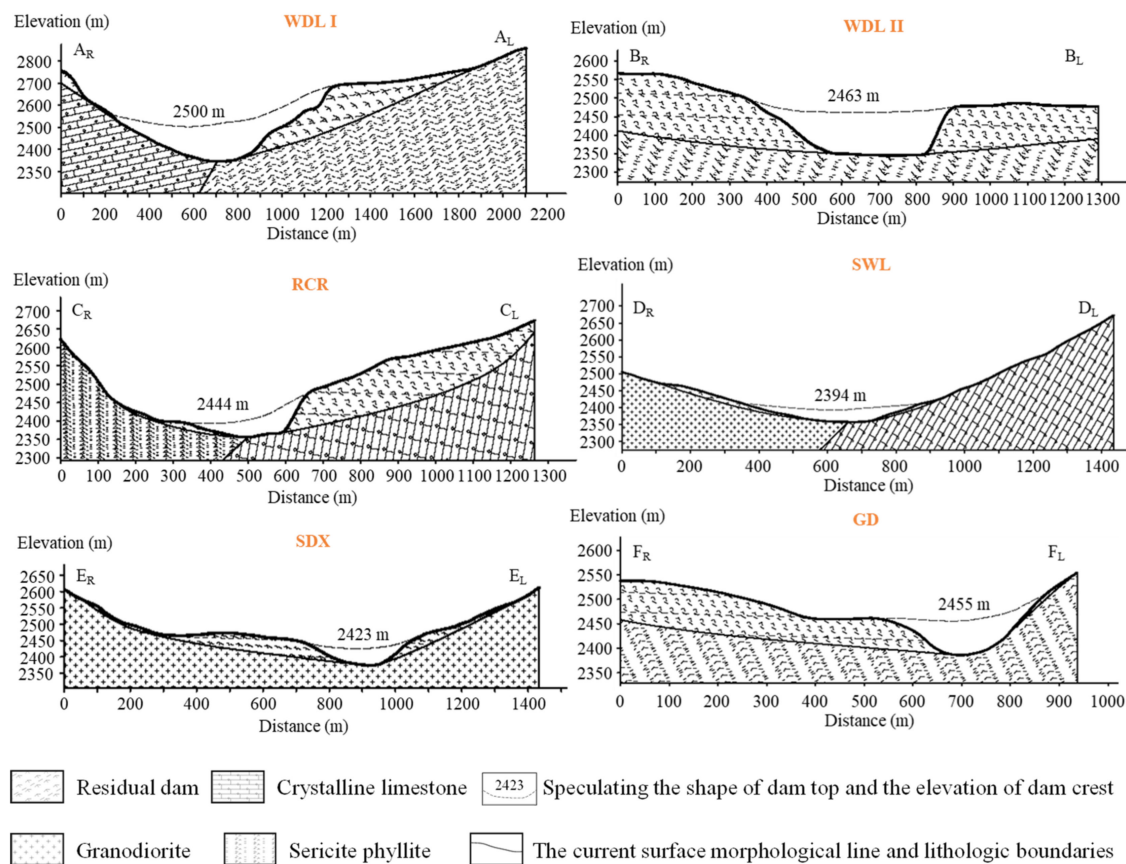 Elevation (m)
WDL I
A_R
A_L
2500 m
2800
2700
2600
2500
2400
2350
0 200 400 600 800 1000 1200 1400 1600 1800 2000 2200
Distance (m)
Elevation (m)
WDL II
B_R
B_L
2463 m
2600
2550
2500
2450
2400
2350
2300
0 100 200 300 400 500 600 700 800 900 1000 1100 1200 1300
Distance (m)
Elevation (m)
RCR
C_R
C_L
2444 m
2700
2650
2600
2550
2500
2450
2400
2350
2300
0 100 200 300 400 500 600 700 800 900 1000 1100 1200 1300
Distance (m)
Elevation (m)
SWL
D_R
D_L
2394 m
2700
2650
2600
2550
2500
2450
2400
2350
2300
0 200 400 600 800 1000 1200 1400
Distance (m)
Elevation (m)
SDX
E_R
E_L
2423 m
2650
2600
2550
2500
2450
2400
2350
0 200 400 600 800 1000 1200 1400
Distance (m)
Elevation (m)
GD
F_R
F_L
2455 m
2600
2550
2500
2450
2400
2350
0 100 200 300 400 500 600 700 800 900 1000
Distance (m)
Residual dam
Crystalline limestone
2423
Speculating the shape of dam top and the elevation of dam crest
Granodiorite
Sericite phyllite
The current surface morphological line and lithologic boundaries